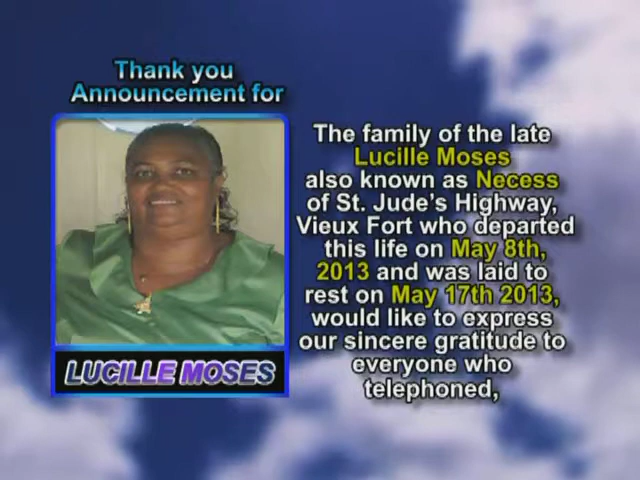 Thank you
Announcement for
LUCILLE MOSES
The family of the late
Lucille Moses
also known as Necess
of St. Jude's Highway,
Vieux Fort who departed
this life on May 8th,
2013 and was laid to
rest on May 17th 2013,
would like to express
our sincere gratitude to
everyone who
telephoned,